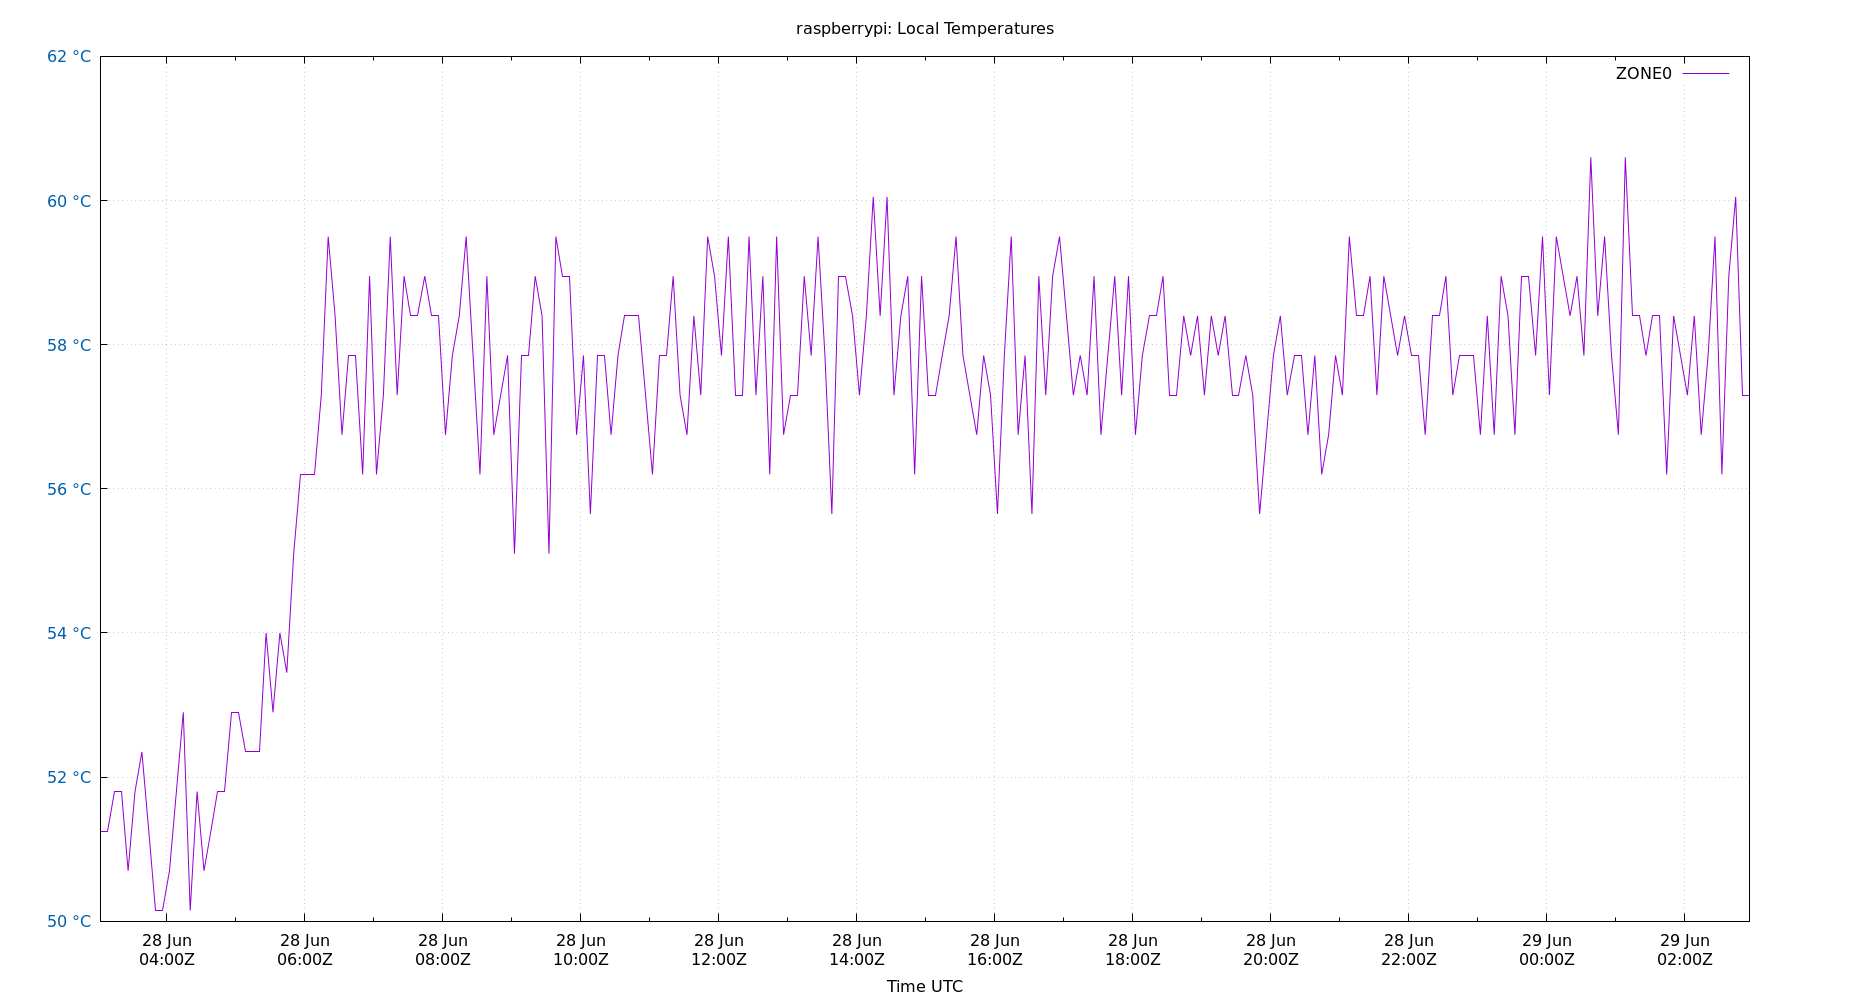 raspberrypi: Local Temperatures
62 °C
ZONE0
60 °C
58 °C
56 °C
54 °C
52 °C
50 °C
28 Jun 28 Jun 28 Jun 28 Jun 28 Jun 28 Jun 28 Jun 28 Jun 28 Jun 28 Jun 29 Jun 29 Jun
04:00Z 06:00Z 08:00Z 10:00Z 12:00Z 14:00Z 16:00Z 18:00Z 20:00Z 22:00Z 00:00Z 02:00Z
Time UTC